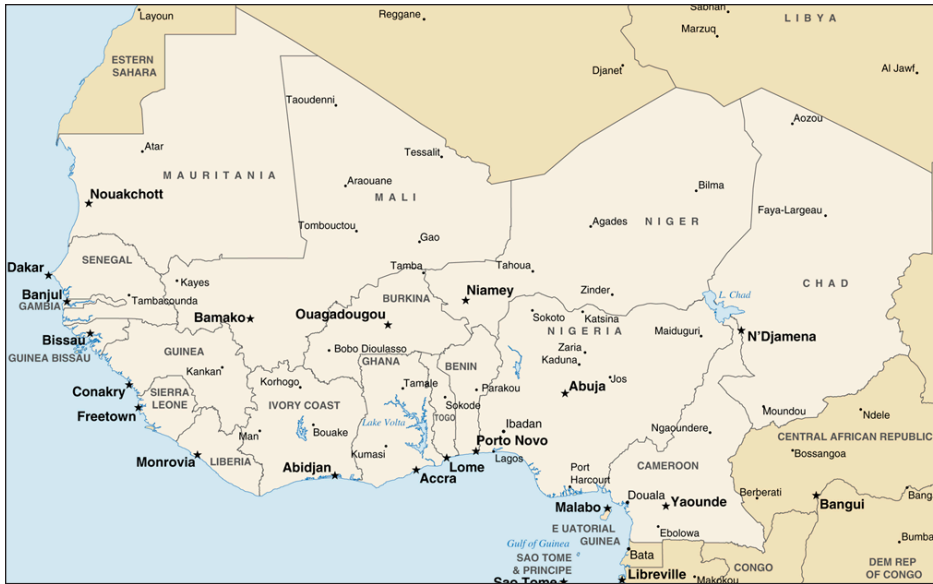 Layoun
Reggane
Sabhah
LIBYA
Marzuq
ESTERN
SAHARA
Djanet
Al Jawf
Taoudenni
Aozou
Atar
Tessalit
MAURITANIA
Araouane
Bilma
MALI
Nouakchott
Faya-Largeau
Tombouctou
Agades
NIGER
Gao
SENEGAL
Dakar
Tamba
Tahoua
Kayes
CHAD
Banjul
Niamey
Zinder
L. Chad
GAMBIA
Tambacounda
BURKINA
Bamako
Ouagadougou
Sokoto
Katsina
NIGERIA
Maiduguri
N'Djamena
Bissau
GUINEA BISSAU
GUINEA
Bobo Dioulasso
Zaria
Kaduna
GHANA
BENIN
Kankan
Korhogo
Tamale
Parakou
Jos
Abuja
Conakry
SIERRA
LEONE
Sokode
Freetown
IVORY COAST
TOGO
Moundou
Ndele
Lake Volta
Man
Bouake
Ibadan
Ngaoundere
CENTRAL AFRICAN REPUBLIC
Porto Novo
Kumasi
Lagos
Bossangoa
Monrovia
LIBERIA
Abidjan
Lome
Accra
Port
Harcourt
CAMEROON
Douala
Yaounde
Berberati
Bang
Malabo
Bangui
E UATORIAL
GUINEA
Ebolowa
Bumba
Gulf of Guinea
SAO TOME
& PRINCIPE
Bata
CONGO
DEM REP
OF CONGO
Sao Tome
Libreville
Makokou